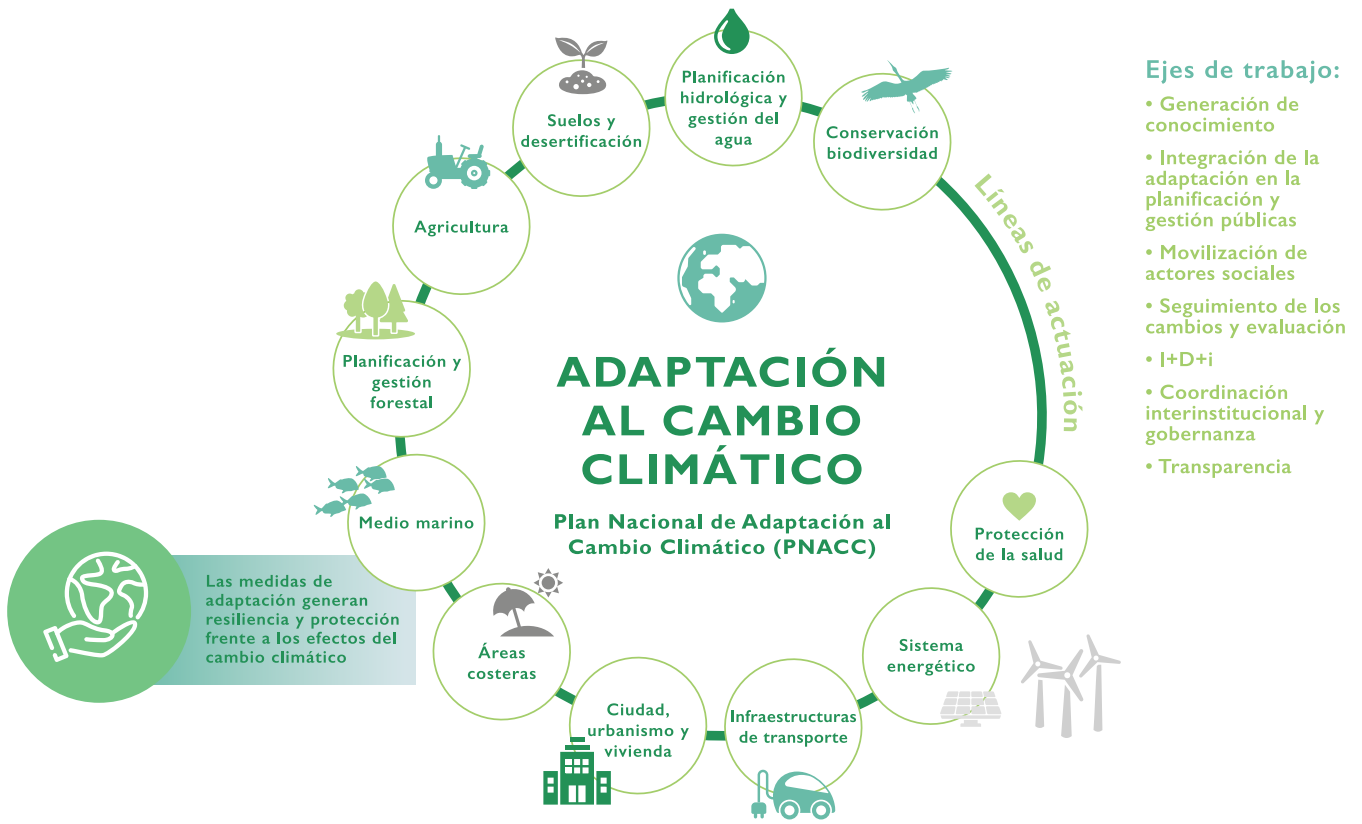 Planificación
hidrológica y
gestión del
agua
Conservación
biodiversidad
Líneas de actuación
Protección
de la salud
Sistema
energético
Infraestructuras
de transporte
Ciudad,
urbanismo y
vivienda
Áreas
costeras
Medio marino
Planificación y
gestión
forestal
Agricultura
Suelos y
desertificación
ADAPTACIÓN
AL CAMBIO
CLIMÁTICO
Plan Nacional de Adaptación al
Cambio Climático (PNACC)
Las medidas de
adaptación generan
resiliencia y protección
frente a los efectos del
cambio climático
Ejes de trabajo:
• Generación de
conocimiento
• Integración de la
adaptación en la
planificación y
gestión públicas
• Movilización de
actores sociales
• Seguimiento de los
cambios y evaluación
• I+D+i
• Coordinación
interinstitucional y
gobernanza
• Transparencia